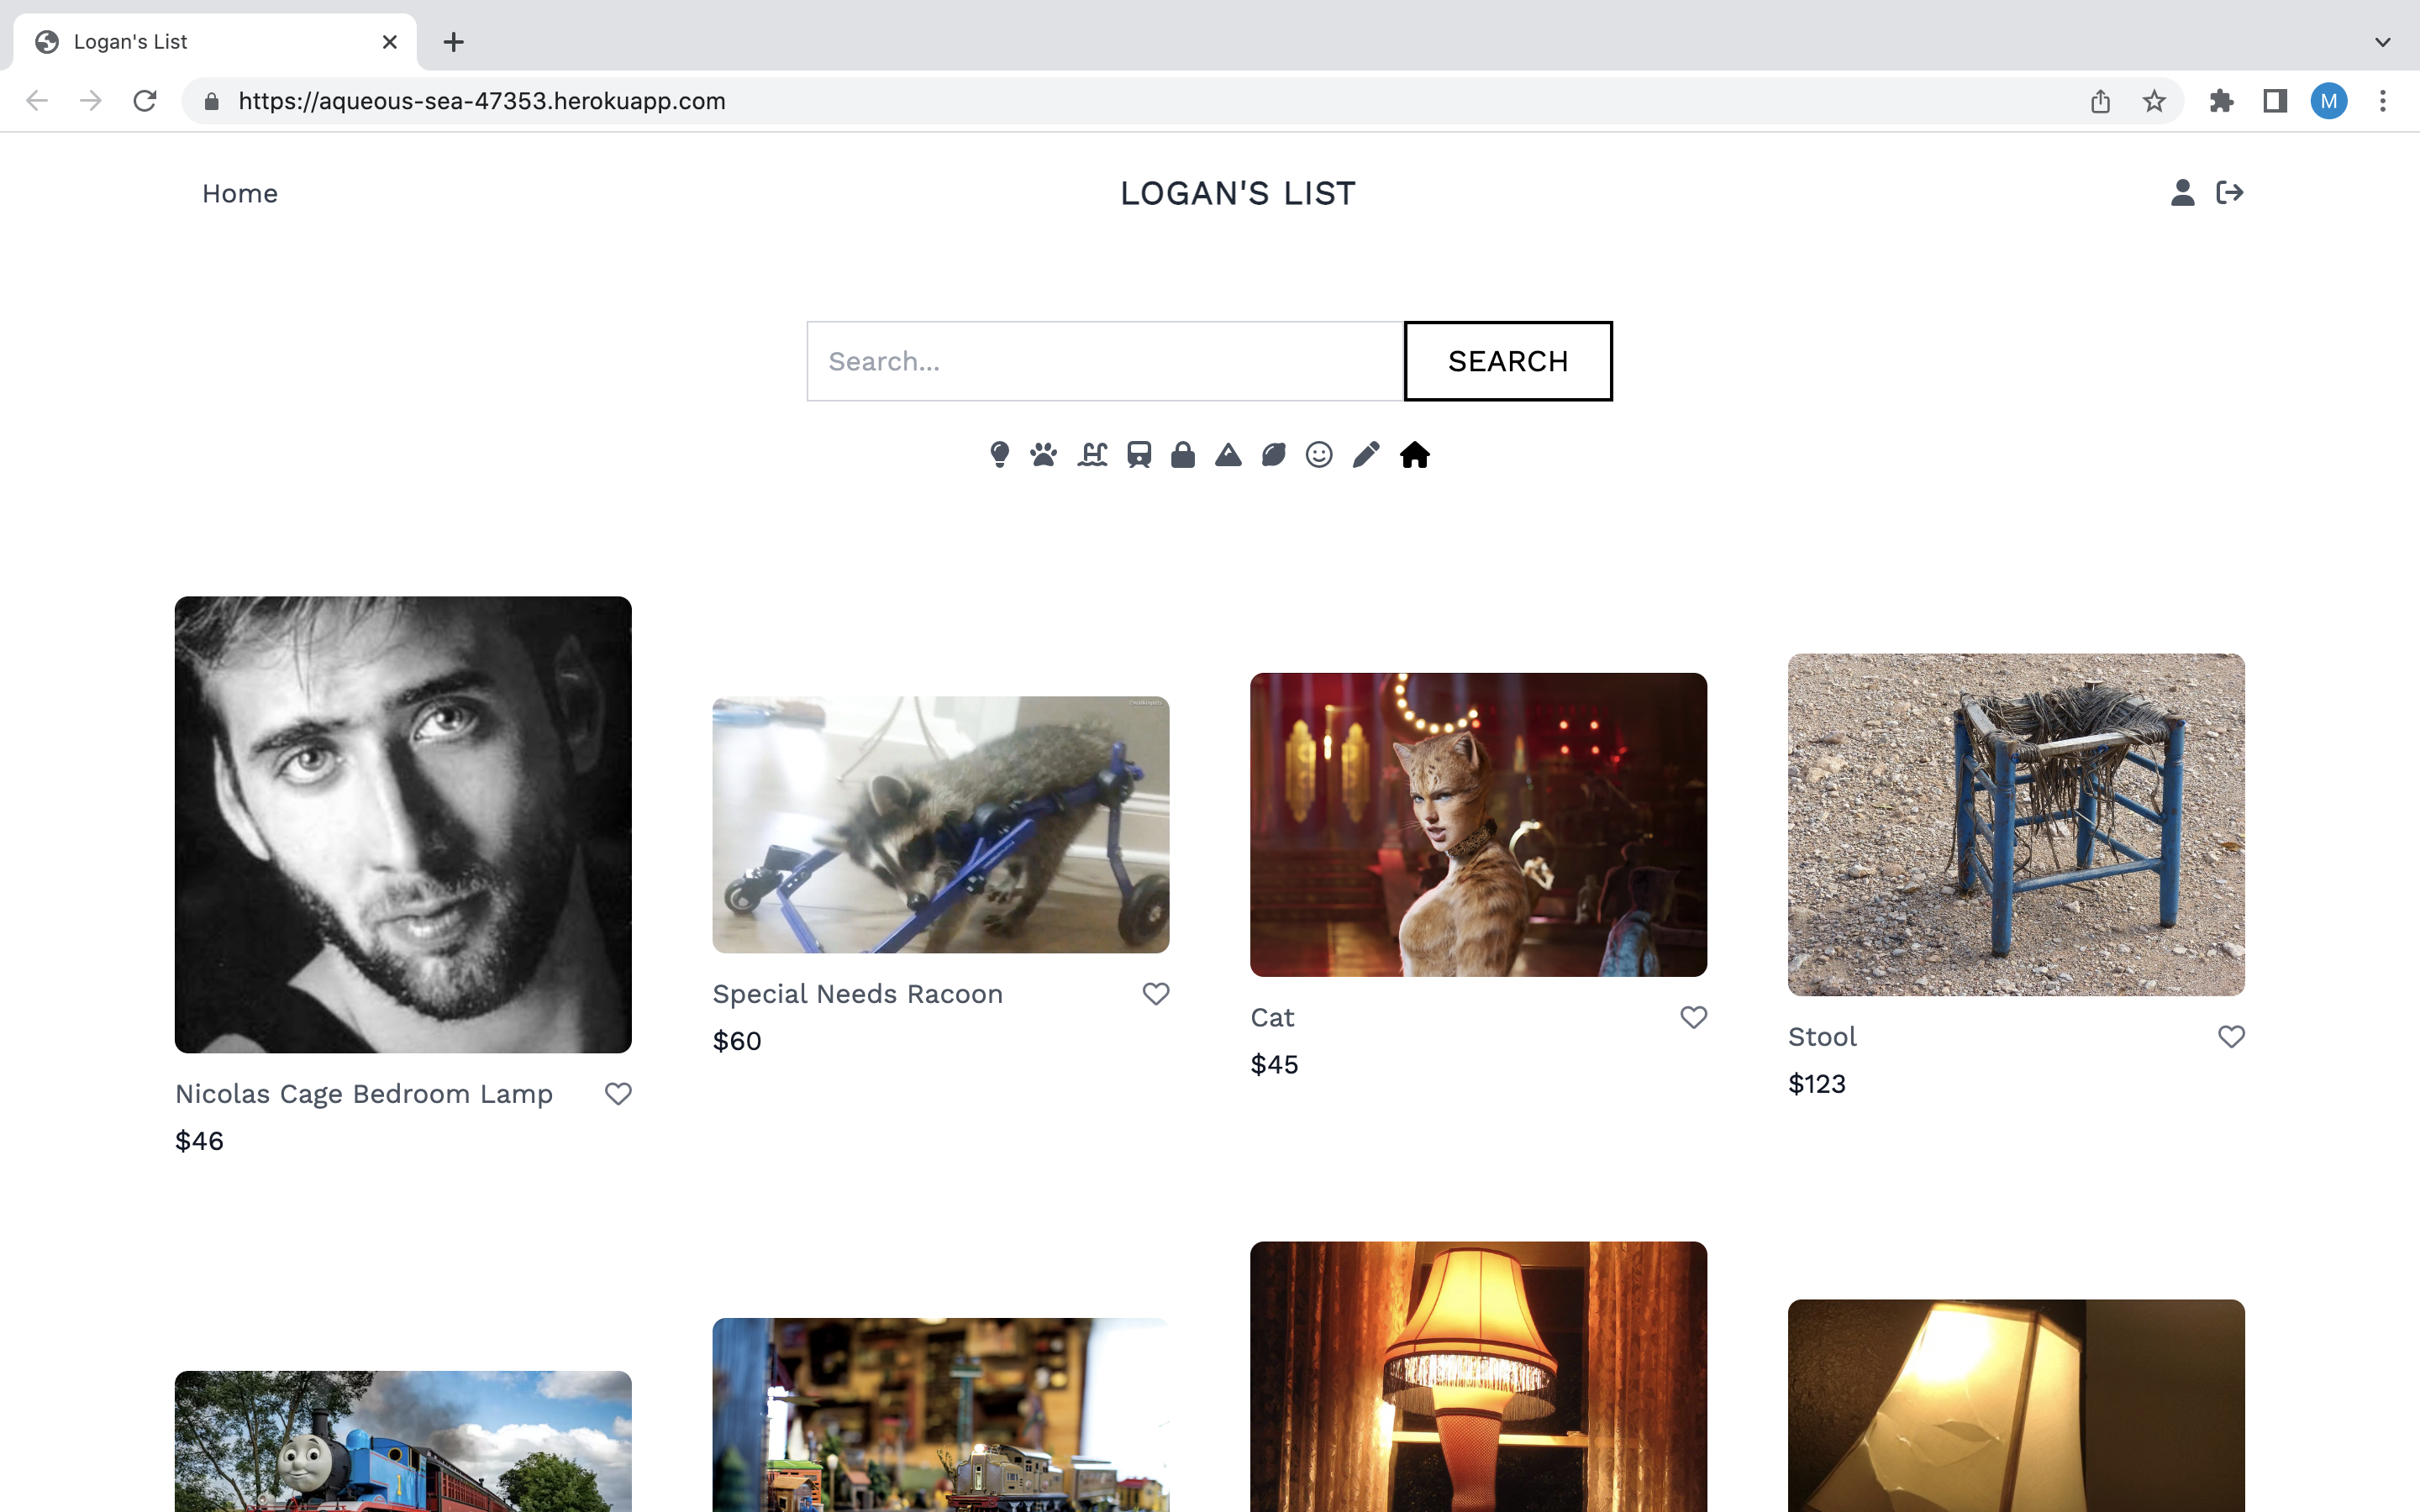 Logan's List
https://aqueous-sea-47353.herokuapp.com
M
Home
LOGAN'S LIST
Search...
SEARCH
Nicolas Cage Bedroom Lamp
$46
Special Needs Racoon
$60
Cat
$45
Stool
$123
1